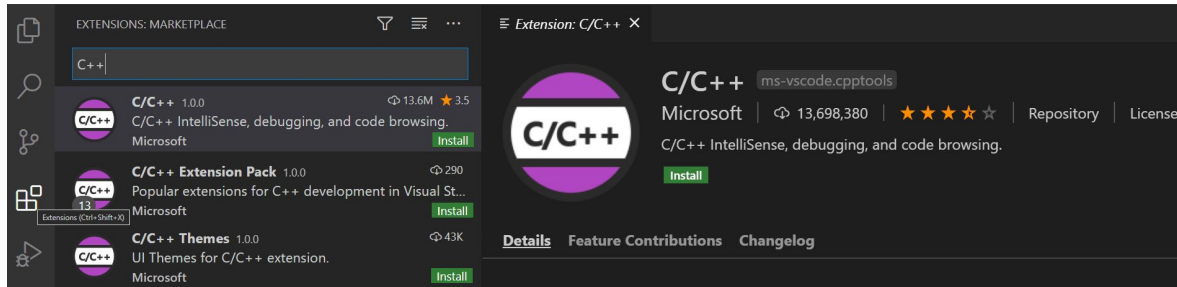 EXTENSIONS: MARKETPLACE
C++
C/C++ 1.0.0 13.6M 3.5
C/C++ IntelliSense, debugging, and code browsing.
Microsoft Install
C/C++
C/C++ Extension Pack 1.0.0 290
Popular extensions for C++ development in Visual St...
Microsoft Install
C/C++
13
Extensions (Ctrl+Shift+X)
C/C++ Themes 1.0.0 43K
UI Themes for C/C++ extension.
Microsoft Install
C/C++
Extension: C/C++
C/C++
C/C++ ms-vscode.cpptools
Microsoft 13,698,380 Repository License
C/C++ IntelliSense, debugging, and code browsing.
Install
Details Feature Contributions Changelog